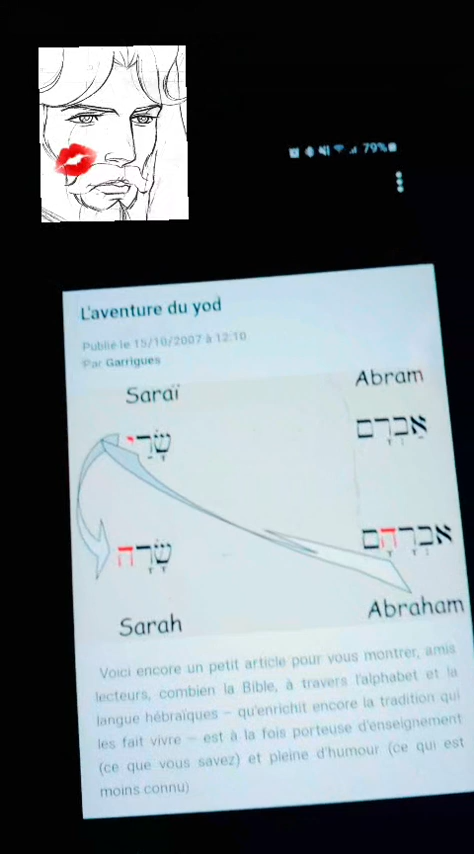 79%
L'aventure du yod
Publié le 15/10/2007 à 12:10
Par Garrigues
Saraï
Abram
שָׂרַי
אַבְרָם
שָׂרָה
אַבְרָהָם
Sarah
Abraham
Voici encore un petit article pour vous montrer, amis
lecteurs, combien la Bible, à travers l'alphabet et la
langue hébraïques – qu'enrichit encore la tradition qui
les fait vivre – est à la fois porteuse d'enseignement
(ce que vous savez) et pleine d'humour (ce qui est
moins connu)